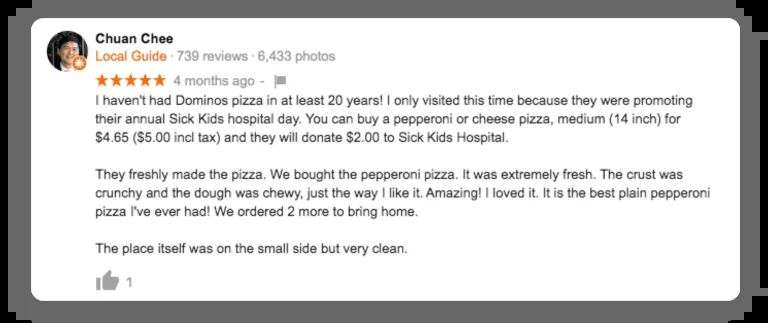 Chuan Chee
Local Guide · 739 reviews · 6,433 photos
4 months ago -
I haven't had Dominos pizza in at least 20 years! I only visited this time because they were promoting
their annual Sick Kids hospital day. You can buy a pepperoni or cheese pizza, medium (14 inch) for
$4.65 ($5.00 incl tax) and they will donate $2.00 to Sick Kids Hospital.
They freshly made the pizza. We bought the pepperoni pizza. It was extremely fresh. The crust was
crunchy and the dough was chewy, just the way I like it. Amazing! I loved it. It is the best plain pepperoni
pizza I've ever had! We ordered 2 more to bring home.
The place itself was on the small side but very clean.
1